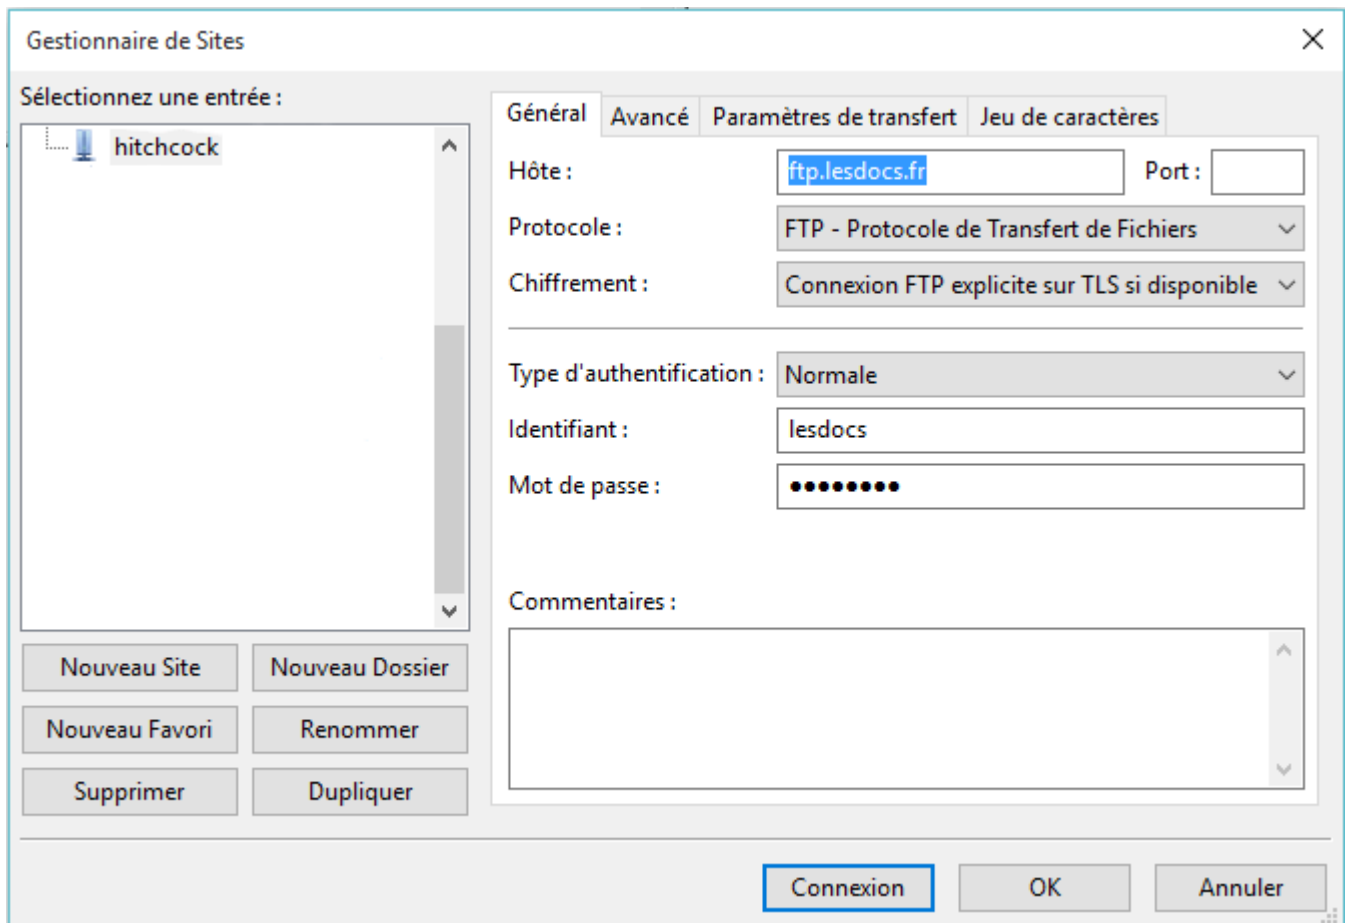 Gestionnaire de Sites
Sélectionnez une entrée :
hitchcock
Nouveau Site
Nouveau Dossier
Nouveau Favori
Renommer
Supprimer
Dupliquer
Général
Avancé
Paramètres de transfert
Jeu de caractères
Hôte :
ftp.lesdocs.fr
Port :
Protocole :
FTP - Protocole de Transfert de Fichiers
Chiffrement :
Connexion FTP explicite sur TLS si disponible
Type d'authentification :
Normale
Identifiant :
lesdocs
Mot de passe :
●●●●●●●●
Commentaires :
Connexion
OK
Annuler